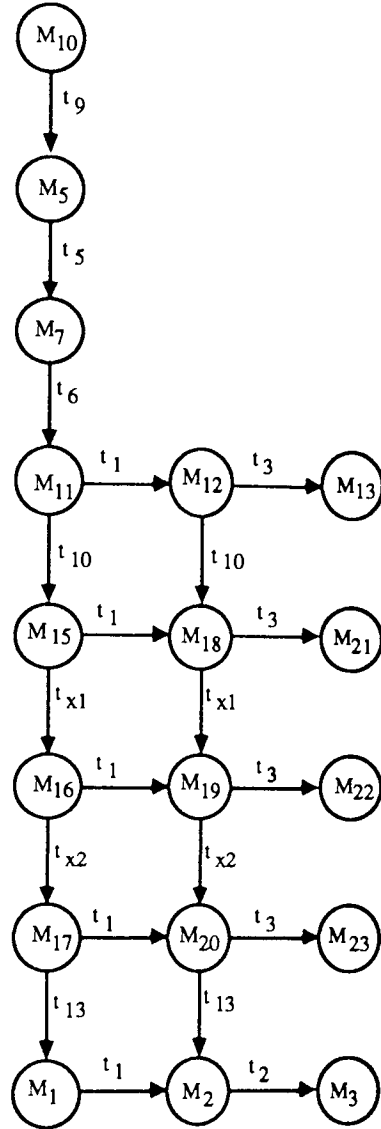 M10
t9
M5
t5
M7
t6
M11 t1 M12 t3 M13
t10 t10
M15 t1 M18 t3 M21
tx1 tx1
M16 t1 M19 t3 M22
tx2 tx2
M17 t1 M20 t3 M23
t13 t13
M1 t1 M2 t2 M3